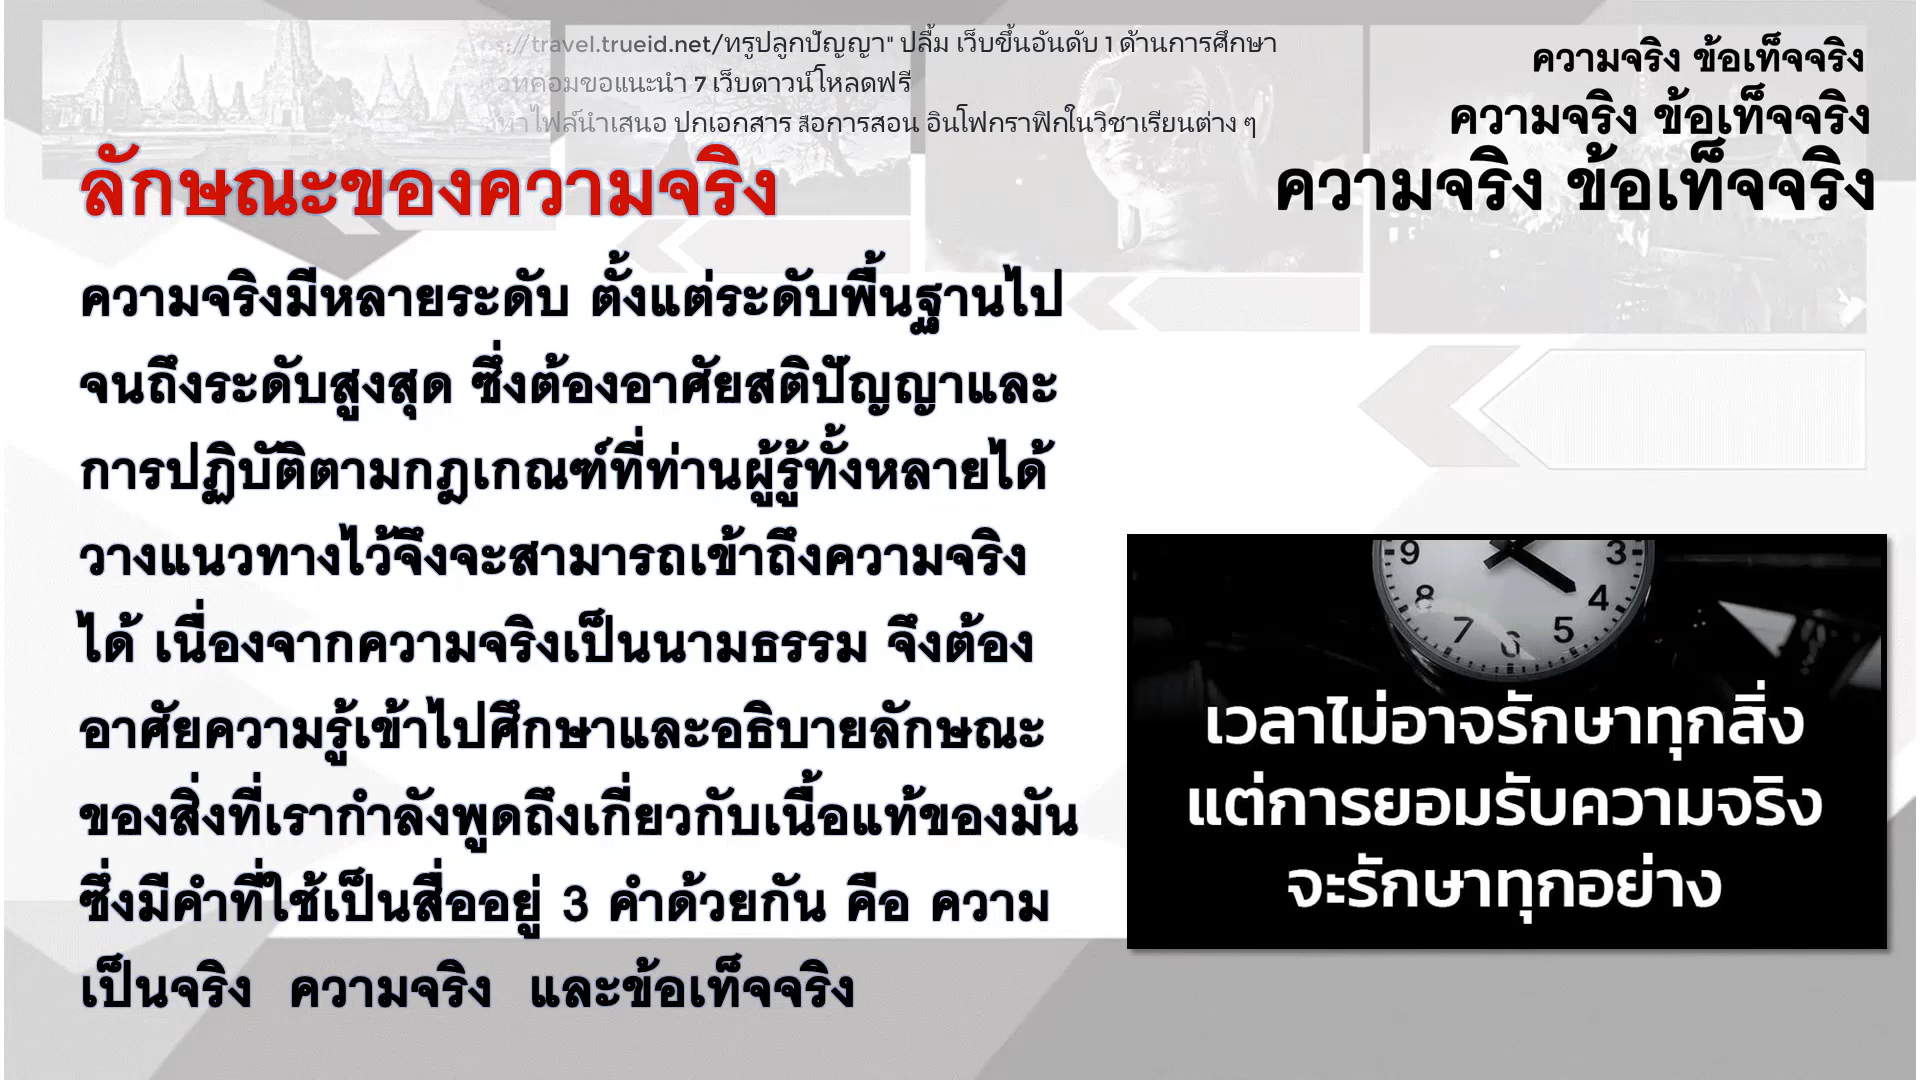 ://travel.trueid.net/ทรูปลูกปัญญา" ปลื้ม เว็บขึ้นอันดับ 1 ด้านการศึกษา
อทคอมขอแนะนำ 7 เว็บดาวน์โหลดฟรี
ทำไฟล์นำเสนอ ปกเอกสาร สื่อการสอน อินโฟกราฟิกในวิชาเรียนต่าง ๆ
ความจริง ข้อเท็จจริง
ความจริง ข้อเท็จจริง
ความจริง ข้อเท็จจริง
ลักษณะของความจริง
ความจริงมีหลายระดับ ตั้งแต่ระดับพื้นฐานไป
จนถึงระดับสูงสุด ซึ่งต้องอาศัยสติปัญญาและ
การปฏิบัติตามกฎเกณฑ์ที่ท่านผู้รู้ทั้งหลายได้
วางแนวทางไว้จึงจะสามารถเข้าถึงความจริง
ได้ เนื่องจากความจริงเป็นนามธรรม จึงต้อง
อาศัยความรู้เข้าไปศึกษาและอธิบายลักษณะ
ของสิ่งที่เรากำลังพูดถึงเกี่ยวกับเนื้อแท้ของมัน
ซึ่งมีคำที่ใช้เป็นสื่ออยู่ 3 คำด้วยกัน คือ ความ
เป็นจริง ความจริง และข้อเท็จจริง
9 3
8 4
7 6 5
เวลาไม่อาจรักษาทุกสิ่ง
แต่การยอมรับความจริง
จะรักษาทุกอย่าง